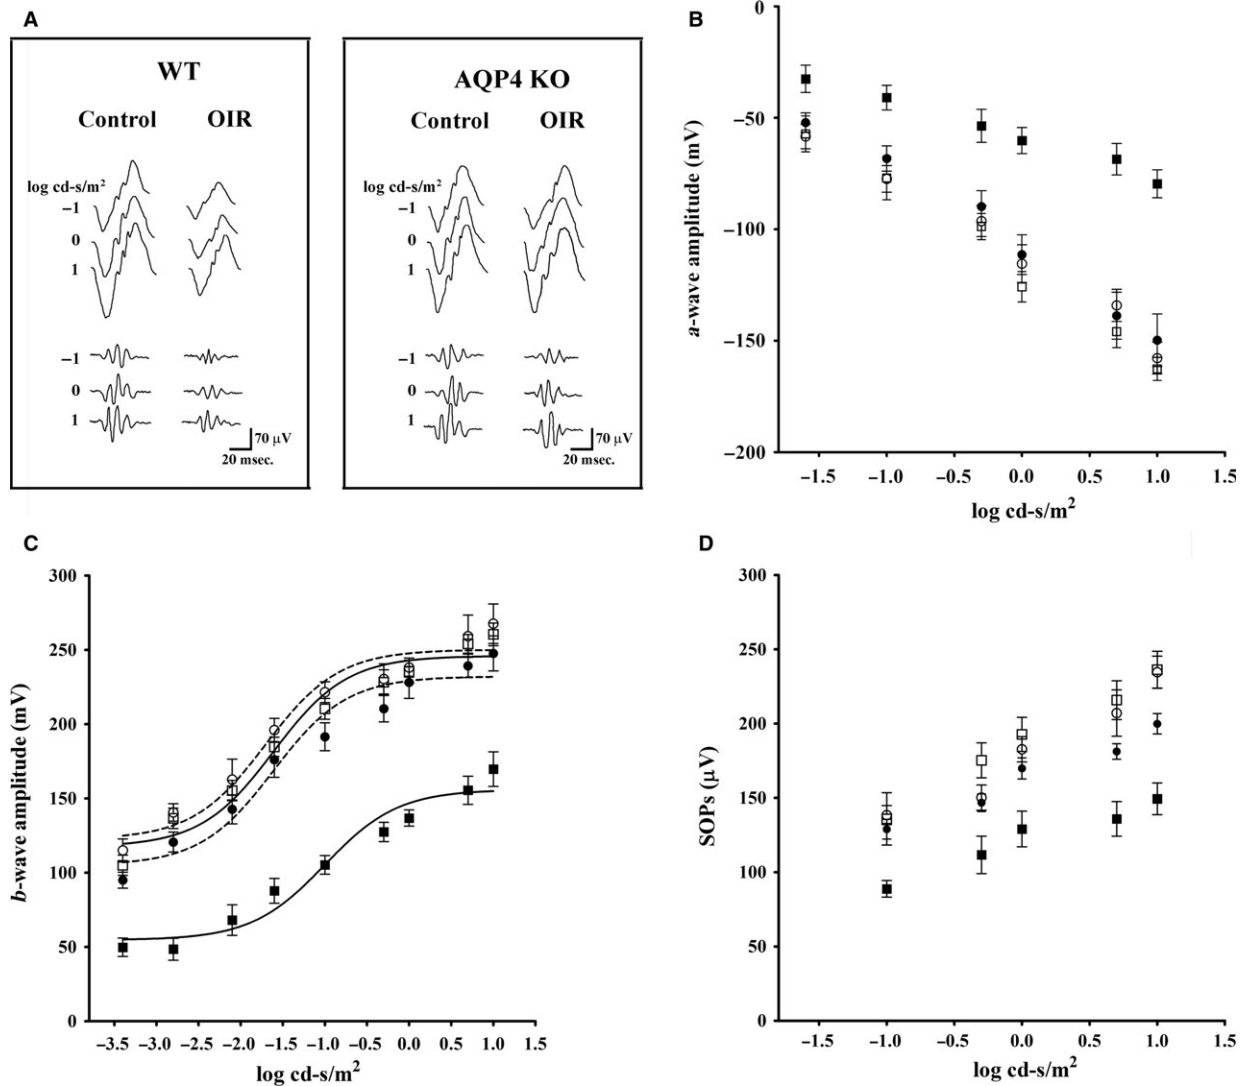 A
WT
Control OIR
log cd-s/m²
−1
0
1
−1
0
1
70 µV
20 msec.
AQP4 KO
Control OIR
log cd-s/m²
−1
0
1
−1
0
1
70 µV
20 msec.
B
a-wave amplitude (mV)
0
−50
−100
−150
−200
−1.5 −1.0 −0.5 0.0 0.5 1.0 1.5
log cd-s/m²
C
b-wave amplitude (mV)
300
250
200
150
100
50
0
−3.5 −3.0 −2.5 −2.0 −1.5 −1.0 −0.5 0.0 0.5 1.0 1.5
log cd-s/m²
D
SOPs (µV)
300
250
200
150
100
50
0
−1.5 −1.0 −0.5 0.0 0.5 1.0 1.5
log cd-s/m²